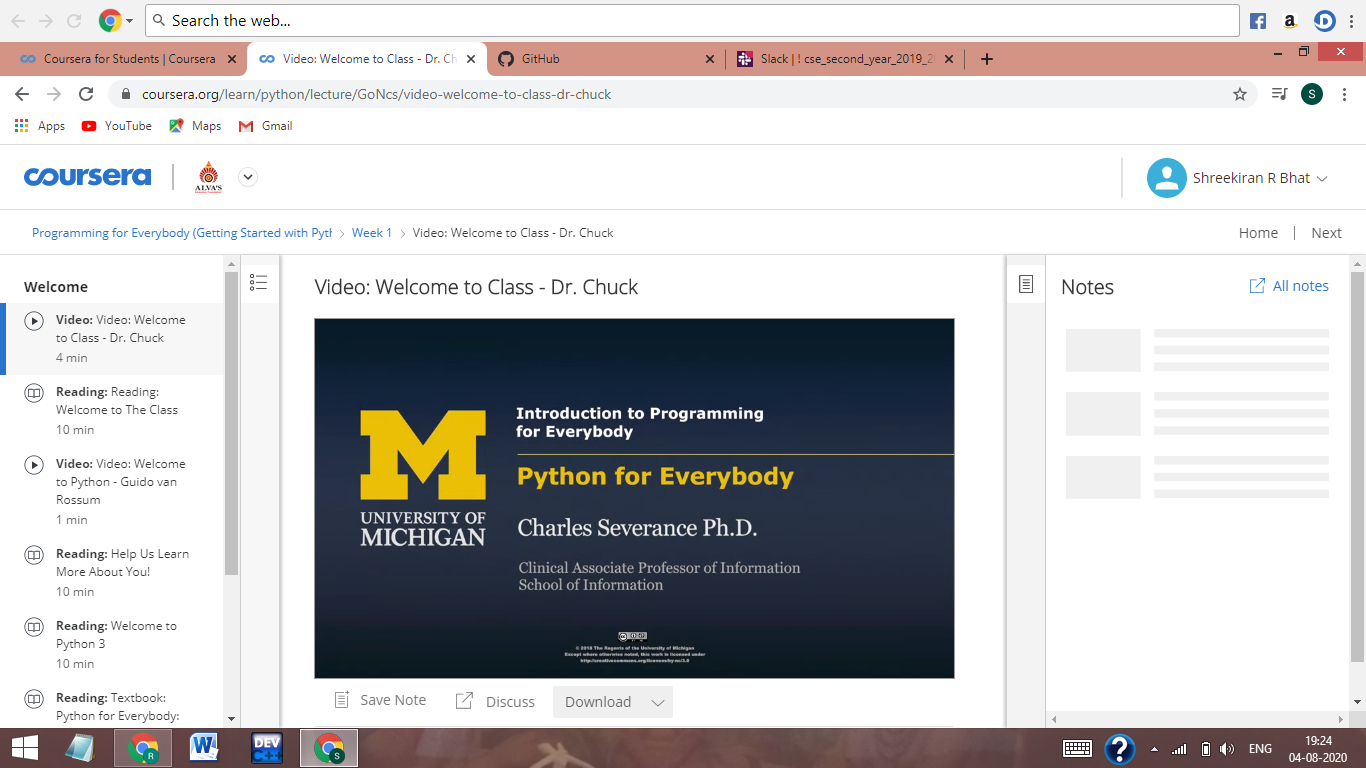 Search the web...
Coursera for Students | Coursera
Video: Welcome to Class - Dr. Ch
GitHub
Slack | ! cse_second_year_2019_2
coursera.org/learn/python/lecture/GoNcs/video-welcome-to-class-dr-chuck
S
Apps
YouTube
Maps
Gmail
coursera
ALVA'S
Shreekiran R Bhat
Programming for Everybody (Getting Started with Pyth
Week 1
Video: Welcome to Class - Dr. Chuck
Home
Next
Welcome
Video: Video: Welcome
to Class - Dr. Chuck
4 min
Reading: Reading:
Welcome to The Class
10 min
Video: Video: Welcome
to Python - Guido van
Rossum
1 min
Reading: Help Us Learn
More About You!
10 min
Reading: Welcome to
Python 3
10 min
Reading: Textbook:
Python for Everybody:
Video: Welcome to Class - Dr. Chuck
M
UNIVERSITY OF
MICHIGAN
Introduction to Programming
for Everybody
Python for Everybody
Charles Severance Ph.D.
Clinical Associate Professor of Information
School of Information
© 2018 The Regents of the University of Michigan
Except where otherwise noted, this work is licensed under
http://creativecommons.org/licenses/by-nc/3.0
Save Note
Discuss
Download
Notes
All notes
R
W
DEV
C++
S
?
ENG
19:24
04-08-2020